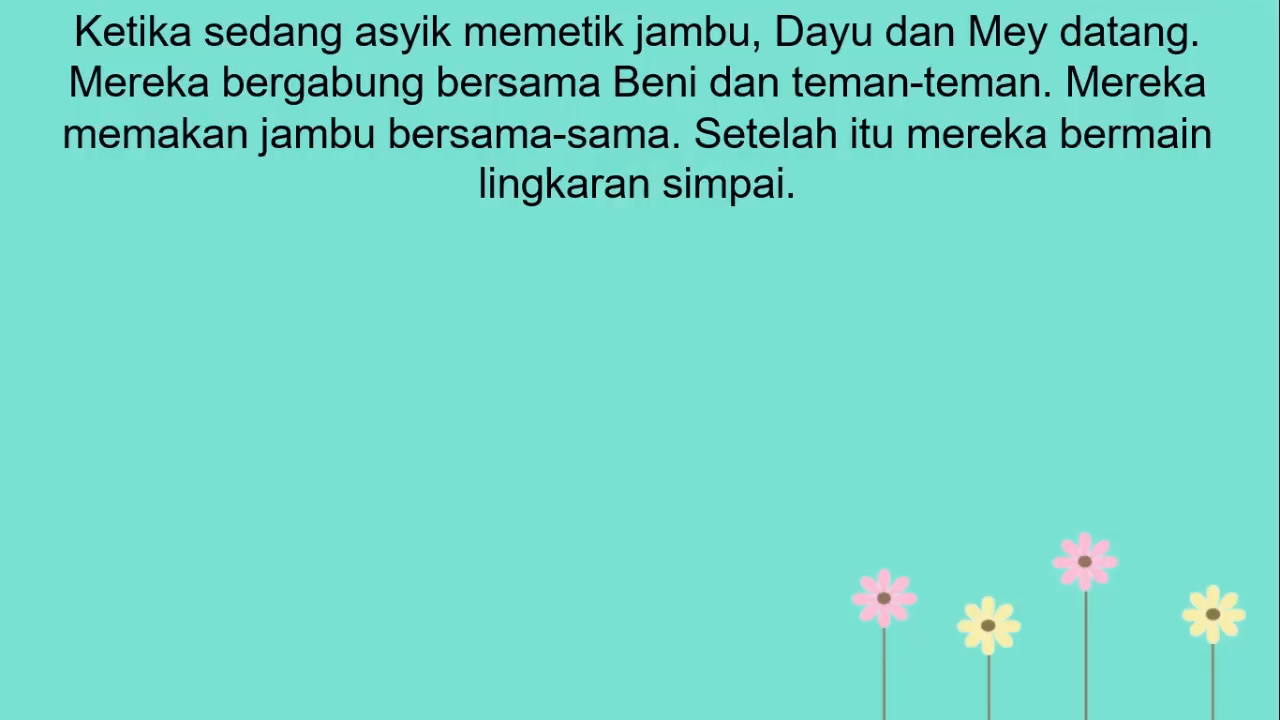 Ketika sedang asyik memetik jambu, Dayu dan Mey datang.
Mereka bergabung bersama Beni dan teman-teman. Mereka
memakan jambu bersama-sama. Setelah itu mereka bermain
lingkaran simpai.